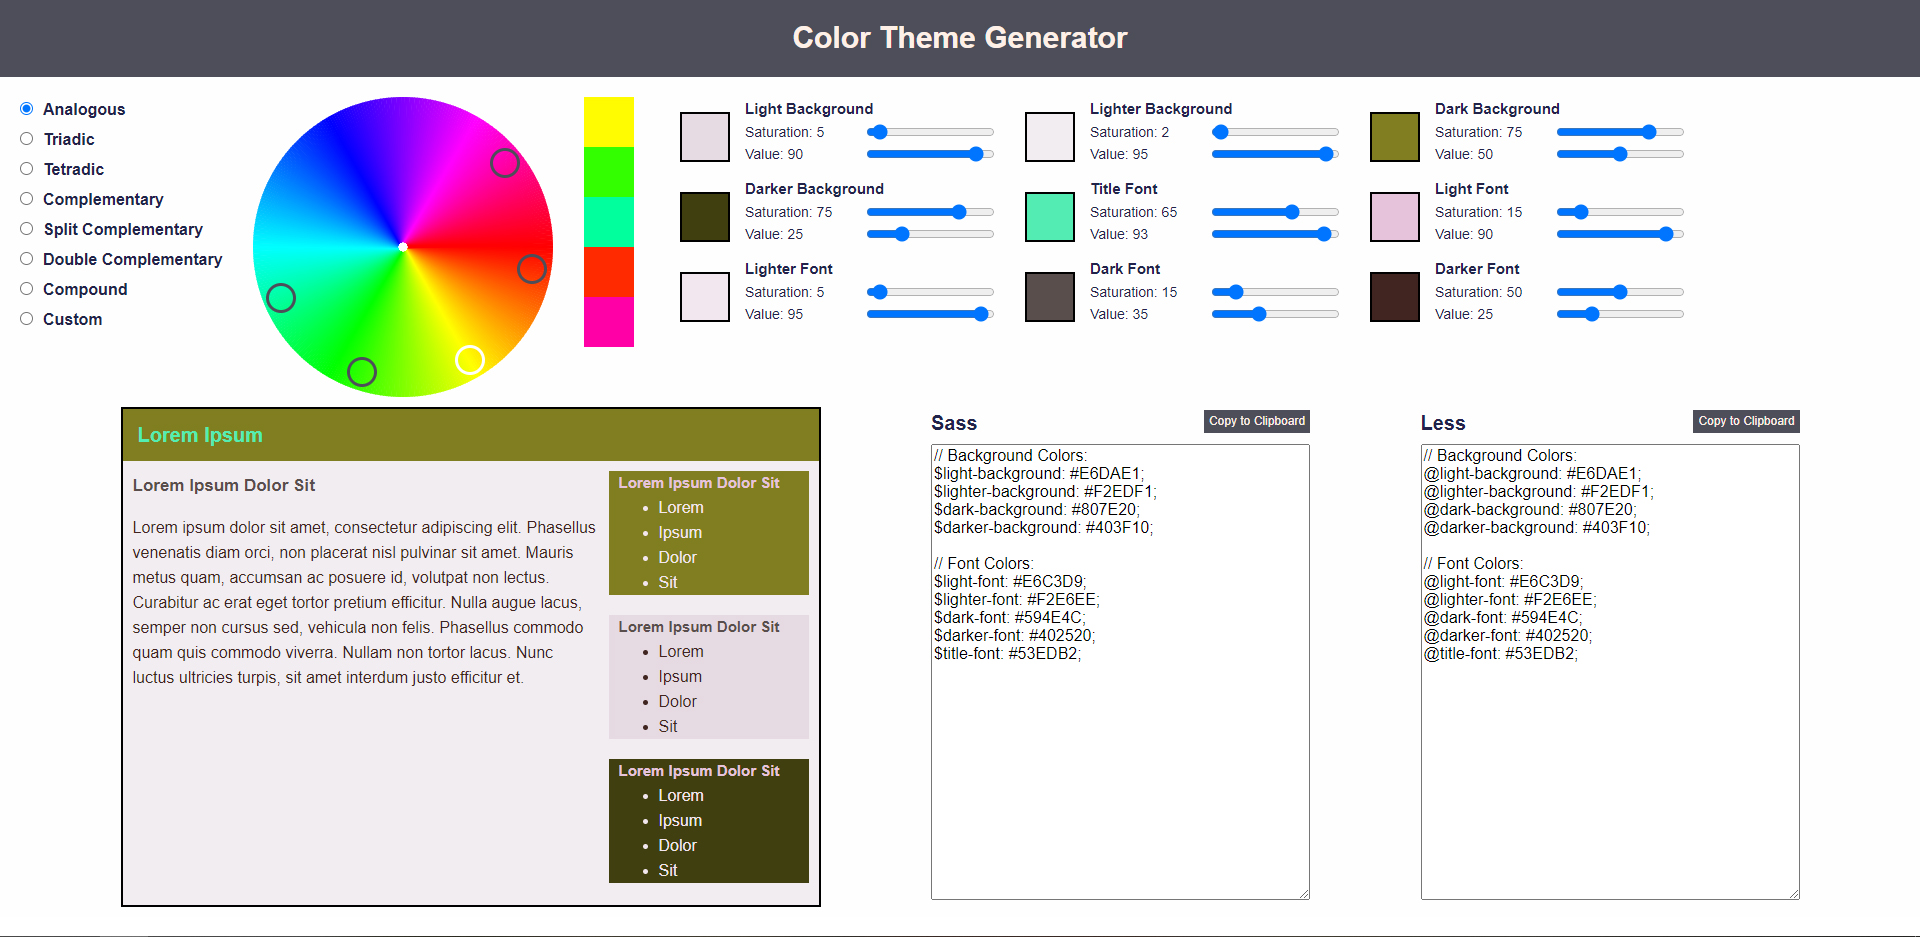 Color Theme Generator
Analogous
Triadic
Tetradic
Complementary
Split Complementary
Double Complementary
Compound
Custom
Light Background
Saturation: 5
Value: 90
Lighter Background
Saturation: 2
Value: 95
Dark Background
Saturation: 75
Value: 50
Darker Background
Saturation: 75
Value: 25
Title Font
Saturation: 65
Value: 93
Light Font
Saturation: 15
Value: 90
Lighter Font
Saturation: 5
Value: 95
Dark Font
Saturation: 15
Value: 35
Darker Font
Saturation: 50
Value: 25
Lorem Ipsum
Lorem Ipsum Dolor Sit
Lorem ipsum dolor sit amet, consectetur adipiscing elit. Phasellus
venenatis diam orci, non placerat nisl pulvinar sit amet. Mauris
metus quam, accumsan ac posuere id, volutpat non lectus.
Curabitur ac erat eget tortor pretium efficitur. Nulla augue lacus,
semper non cursus sed, vehicula non felis. Phasellus commodo
quam quis commodo viverra. Nullam non tortor lacus. Nunc
luctus ultricies turpis, sit amet interdum justo efficitur et.
Lorem Ipsum Dolor Sit
• Lorem
• Ipsum
• Dolor
• Sit
Lorem Ipsum Dolor Sit
• Lorem
• Ipsum
• Dolor
• Sit
Lorem Ipsum Dolor Sit
• Lorem
• Ipsum
• Dolor
• Sit
Sass
Copy to Clipboard
// Background Colors:
$light-background: #E6DAE1;
$lighter-background: #F2EDF1;
$dark-background: #807E20;
$darker-background: #403F10;
// Font Colors:
$light-font: #E6C3D9;
$lighter-font: #F2E6EE;
$dark-font: #594E4C;
$darker-font: #402520;
$title-font: #53EDB2;
Less
Copy to Clipboard
// Background Colors:
@light-background: #E6DAE1;
@lighter-background: #F2EDF1;
@dark-background: #807E20;
@darker-background: #403F10;
// Font Colors:
@light-font: #E6C3D9;
@lighter-font: #F2E6EE;
@dark-font: #594E4C;
@darker-font: #402520;
@title-font: #53EDB2;